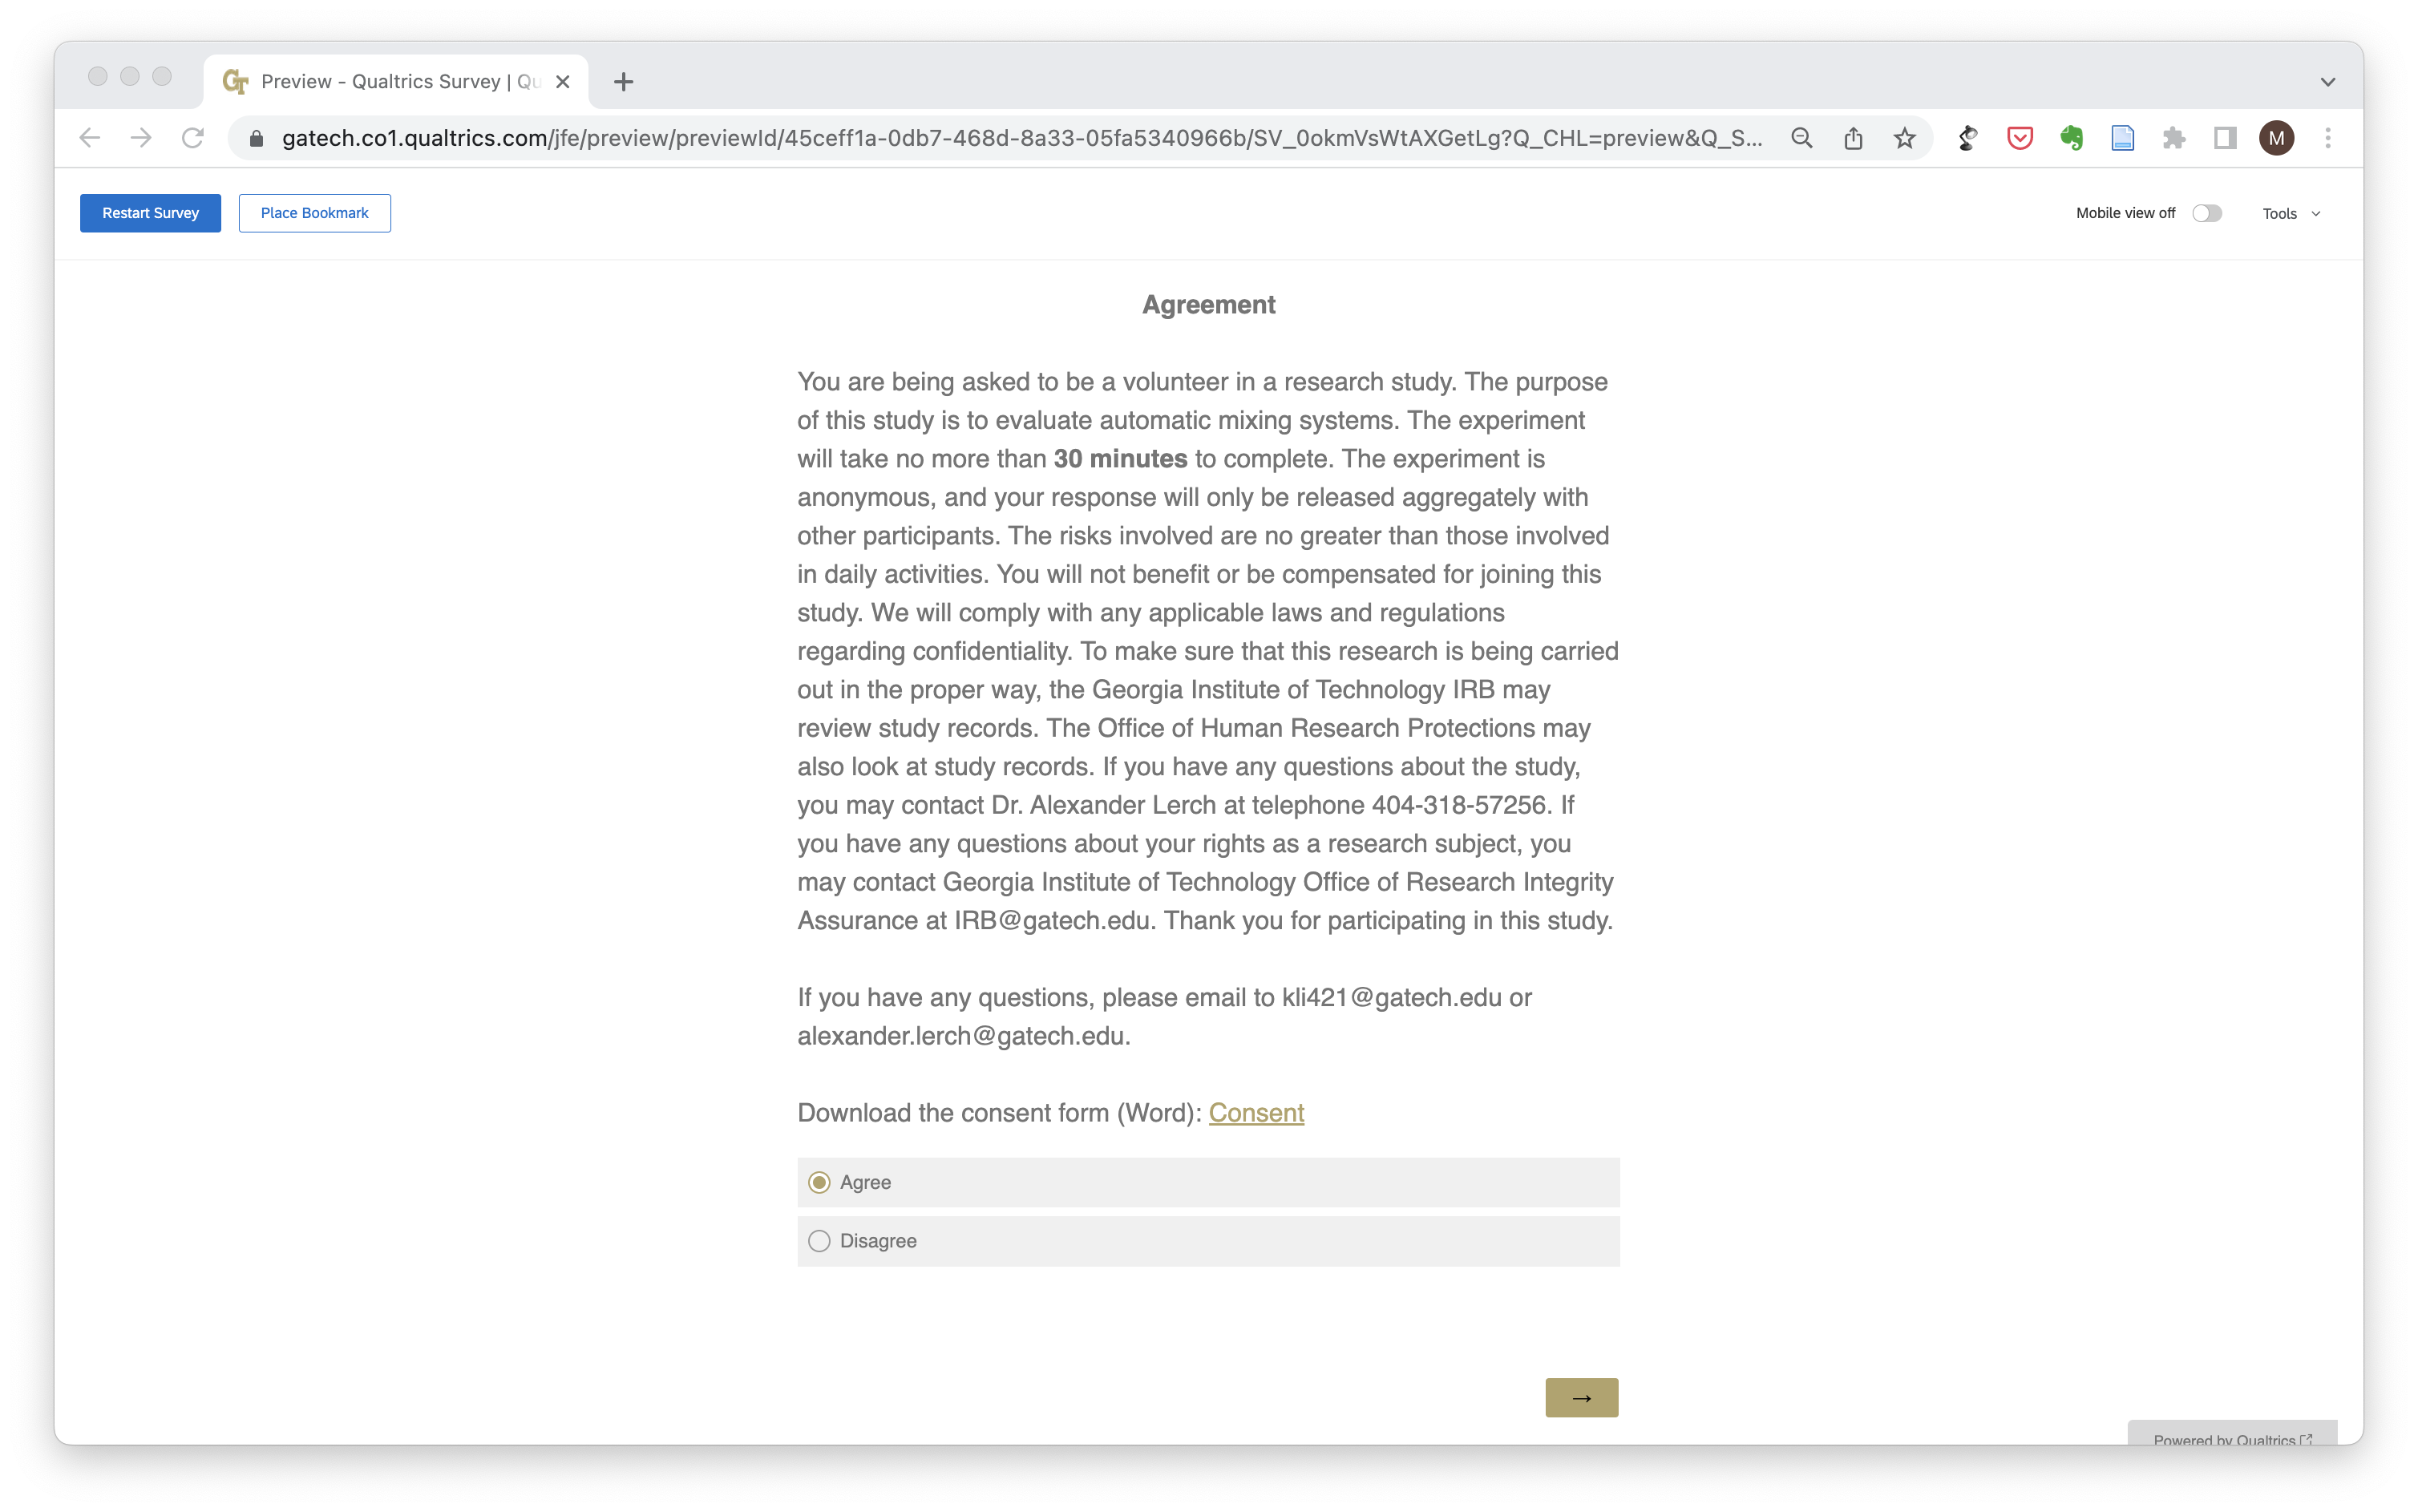 GT Preview - Qualtrics Survey | Qu
gatech.co1.qualtrics.com/jfe/preview/previewId/45ceff1a-0db7-468d-8a33-05fa5340966b/SV_0okmVsWtAXGetLg?Q_CHL=preview&Q_S...
M
Restart Survey
Place Bookmark
Mobile view off
Tools
Agreement
You are being asked to be a volunteer in a research study. The purpose
of this study is to evaluate automatic mixing systems. The experiment
will take no more than 30 minutes to complete. The experiment is
anonymous, and your response will only be released aggregately with
other participants. The risks involved are no greater than those involved
in daily activities. You will not benefit or be compensated for joining this
study. We will comply with any applicable laws and regulations
regarding confidentiality. To make sure that this research is being carried
out in the proper way, the Georgia Institute of Technology IRB may
review study records. The Office of Human Research Protections may
also look at study records. If you have any questions about the study,
you may contact Dr. Alexander Lerch at telephone 404-318-57256. If
you have any questions about your rights as a research subject, you
may contact Georgia Institute of Technology Office of Research Integrity
Assurance at IRB@gatech.edu. Thank you for participating in this study.
If you have any questions, please email to kli421@gatech.edu or
alexander.lerch@gatech.edu.
Download the consent form (Word): Consent
Agree
Disagree
→
Powered by Qualtrics